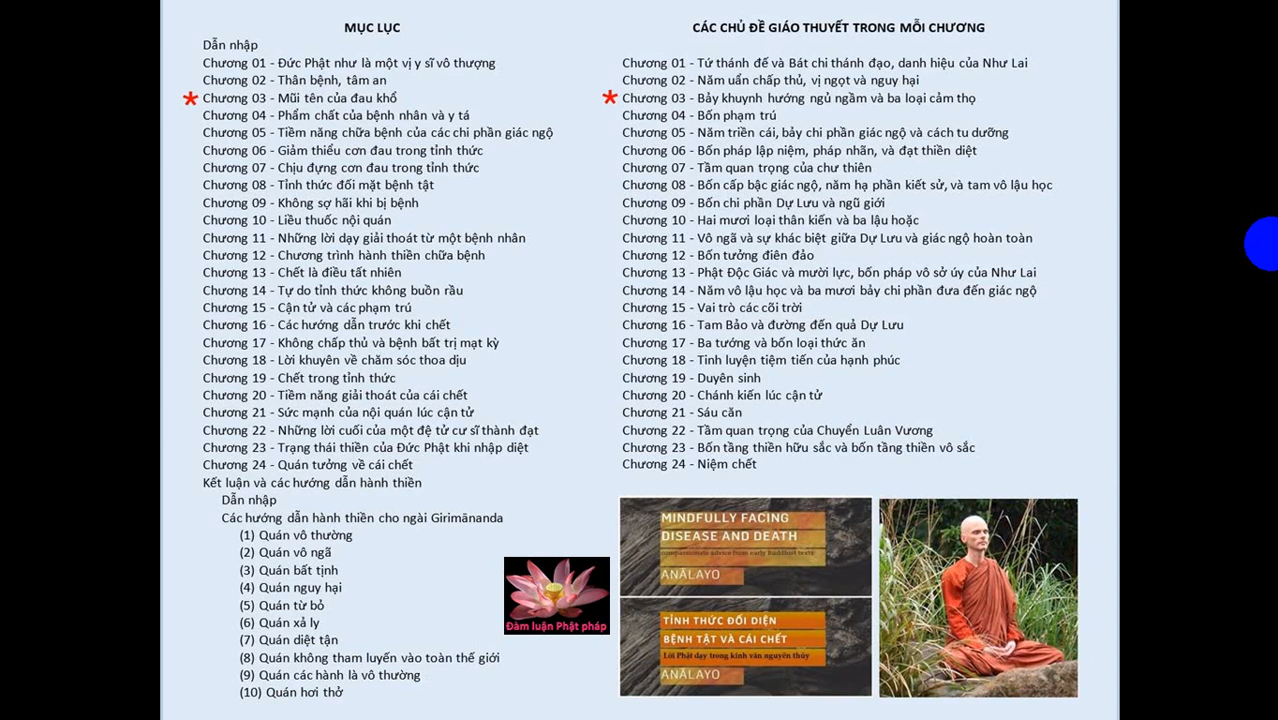 MỤC LỤC
Dẫn nhập
Chương 01 - Đức Phật như là một vị y sĩ vô thượng
Chương 02 - Thân bệnh, tâm an
* Chương 03 - Mũi tên của đau khổ
Chương 04 - Phẩm chất của bệnh nhân và y tá
Chương 05 - Tiềm năng chữa bệnh của các chi phần giác ngộ
Chương 06 - Giảm thiểu cơn đau trong tỉnh thức
Chương 07 - Chịu đựng cơn đau trong tỉnh thức
Chương 08 - Tỉnh thức đối mặt bệnh tật
Chương 09 - Không sợ hãi khi bị bệnh
Chương 10 - Liều thuốc nội quán
Chương 11 - Những lời dạy giải thoát từ một bệnh nhân
Chương 12 - Chương trình hành thiền chữa bệnh
Chương 13 - Chết là điều tất nhiên
Chương 14 - Tự do tỉnh thức không buồn rầu
Chương 15 - Cận tử và các phạm trú
Chương 16 - Các hướng dẫn trước khi chết
Chương 17 - Không chấp thủ và bệnh bất trị mạt kỳ
Chương 18 - Lời khuyên về chăm sóc thoa dịu
Chương 19 - Chết trong tỉnh thức
Chương 20 - Tiềm năng giải thoát của cái chết
Chương 21 - Sức mạnh của nội quán lúc cận tử
Chương 22 - Những lời cuối của một đệ tử cư sĩ thành đạt
Chương 23 - Trạng thái thiền của Đức Phật khi nhập diệt
Chương 24 - Quán tưởng về cái chết
Kết luận và các hướng dẫn hành thiền
Dẫn nhập
Các hướng dẫn hành thiền cho ngài Girimānanda
(1) Quán vô thường
(2) Quán vô ngã
(3) Quán bất tịnh
(4) Quán nguy hại
(5) Quán từ bỏ
(6) Quán xả ly
(7) Quán diệt tận
(8) Quán không tham luyến vào toàn thế giới
(9) Quán các hành là vô thường
(10) Quán hơi thở
Đàm luận Phật pháp
CÁC CHỦ ĐỀ GIÁO THUYẾT TRONG MỖI CHƯƠNG
Chương 01 - Tứ thánh đế và Bát chi thánh đạo, danh hiệu của Như Lai
Chương 02 - Năm uẩn chấp thủ, vị ngọt và nguy hại
* Chương 03 - Bảy khuynh hướng ngủ ngầm và ba loại cảm thọ
Chương 04 - Bốn phạm trú
Chương 05 - Năm triền cái, bảy chi phần giác ngộ và cách tu dưỡng
Chương 06 - Bốn pháp lập niệm, pháp nhãn, và đạt thiền diệt
Chương 07 - Tầm quan trọng của chư thiên
Chương 08 - Bốn cấp bậc giác ngộ, năm hạ phần kiết sử, và tam vô lậu học
Chương 09 - Bốn chi phần Dự Lưu và ngũ giới
Chương 10 - Hai mươi loại thân kiến và ba lậu hoặc
Chương 11 - Vô ngã và sự khác biệt giữa Dự Lưu và giác ngộ hoàn toàn
Chương 12 - Bốn tưởng điên đảo
Chương 13 - Phật Độc Giác và mười lực, bốn pháp vô sở úy của Như Lai
Chương 14 - Năm vô lậu học và ba mươi bảy chi phần đưa đến giác ngộ
Chương 15 - Vai trò các cõi trời
Chương 16 - Tam Bảo và đường đến quả Dự Lưu
Chương 17 - Ba tướng và bốn loại thức ăn
Chương 18 - Tinh luyện tiệm tiến của hạnh phúc
Chương 19 - Duyên sinh
Chương 20 - Chánh kiến lúc cận tử
Chương 21 - Sáu căn
Chương 22 - Tầm quan trọng của Chuyển Luân Vương
Chương 23 - Bốn tầng thiền hữu sắc và bốn tầng thiền vô sắc
Chương 24 - Niệm chết
MINDFULLY FACING
DISEASE AND DEATH
compassionate advice from early buddhist texts
ANĀLAYO
TỈNH THỨC ĐỐI DIỆN
BỆNH TẬT VÀ CÁI CHẾT
Lời Phật dạy trong kinh văn nguyên thủy
ANĀLAYO